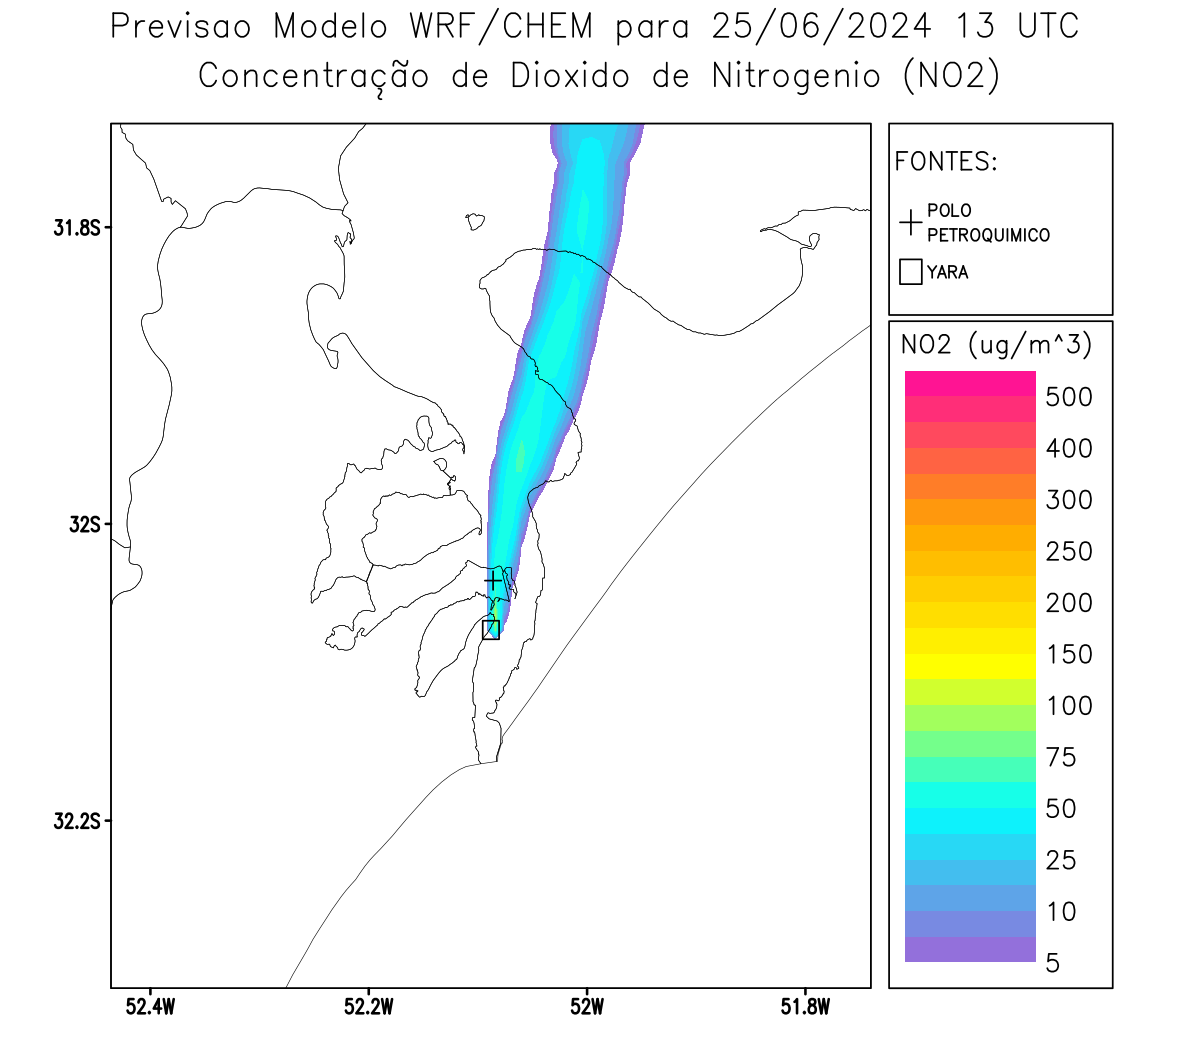 Previsao Modelo WRF/CHEM para 25/06/2024 13 UTC
Concentração de Dioxido de Nitrogenio (NO2)
FONTES:
POLO
PETROQUIMICO
YARA
31.8S
32S
32.2S
52.4W
52.2W
52W
51.8W
NO2 (ug/m^3)
500
400
300
250
200
150
100
75
50
25
10
5